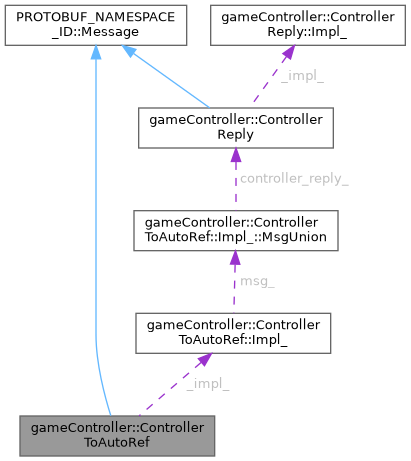 PROTOBUF_NAMESPACE
_ID::Message
gameController::Controller
Reply::Impl_
_impl_
gameController::Controller
Reply
controller_reply_
gameController::Controller
ToAutoRef::Impl_::MsgUnion
msg_
gameController::Controller
ToAutoRef::Impl_
_impl_
gameController::Controller
ToAutoRef